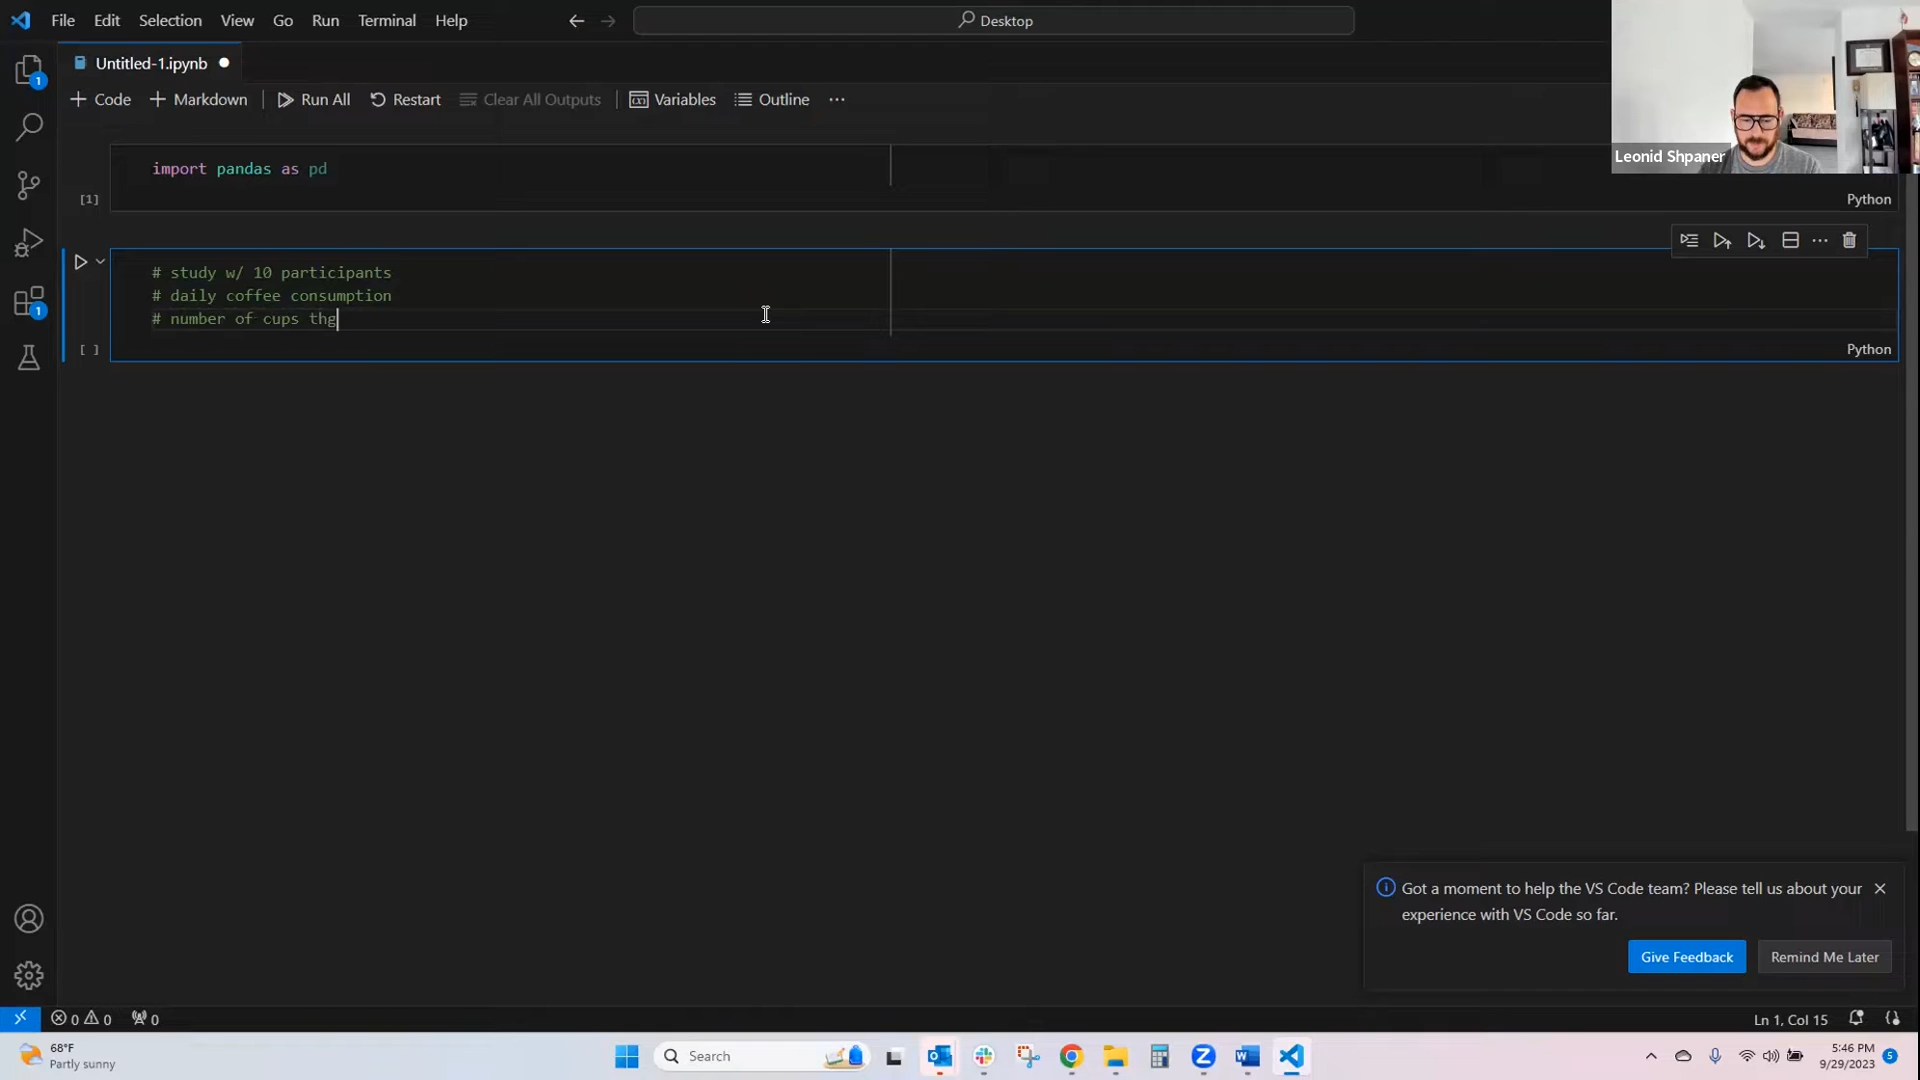 File Edit Selection View Go Run Terminal Help
Desktop
Untitled-1.ipynb
Code Markdown Run All Restart Clear All Outputs Variables Outline ...
Leonid Shpaner
import pandas as pd
[1]
Python
# study w/ 10 participants
# daily coffee consumption
# number of cups thg
[ ]
Python
1
1
Got a moment to help the VS Code team? Please tell us about your
experience with VS Code so far.
Give Feedback Remind Me Later
0 0 0
Ln 1, Col 15
68°F
Partly sunny
Search
5:46 PM
9/29/2023
5